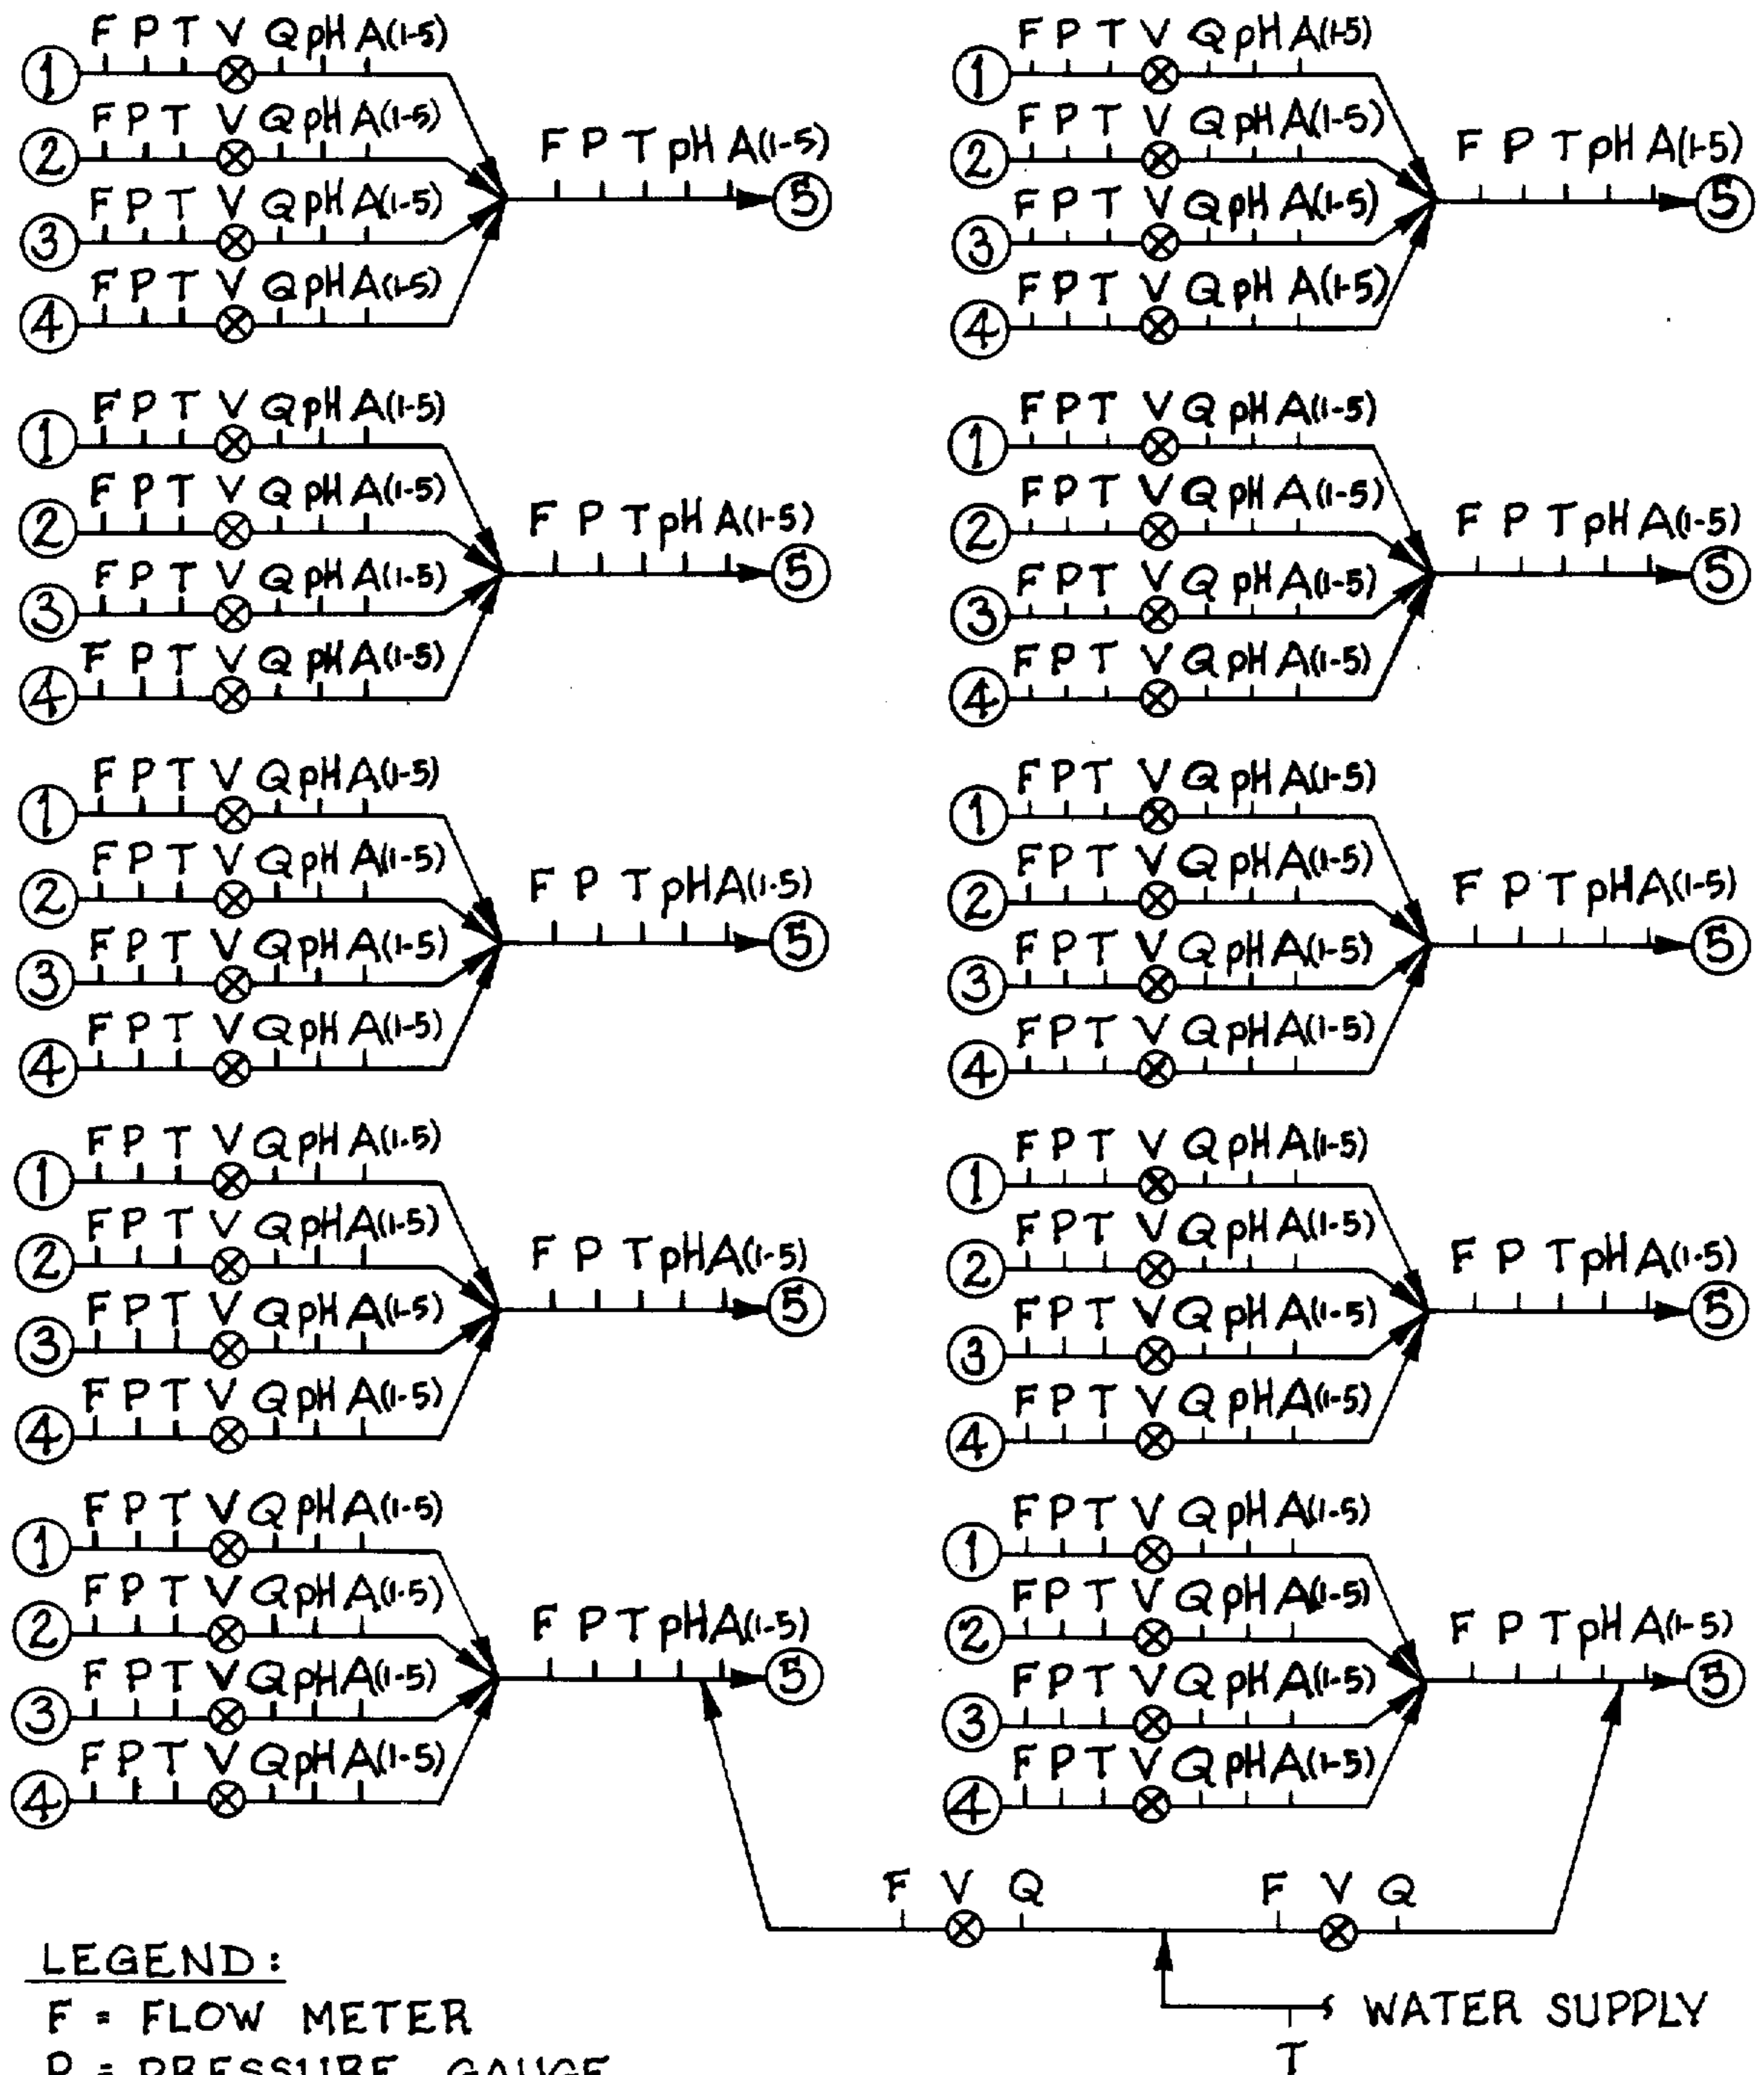 F P T V Q pH A(1-5)
1
F P T V Q pH A(1-5)
2
F P T V Q pH A(1-5)
3
F P T V Q pH A(1-5)
4
F P T pH A(1-5)
5
F P T V Q pH A(1-5)
1
F P T V Q pH A(1-5)
2
F P T V Q pH A(1-5)
3
F P T V Q pH A(1-5)
4
F P T pH A(1-5)
5
F P T V Q pH A(1-5)
1
F P T V Q pH A(1-5)
2
F P T V Q pH A(1-5)
3
F P T V Q pH A(1-5)
4
F P T pH A(1-5)
5
F P T V Q pH A(1-5)
1
F P T V Q pH A(1-5)
2
F P T V Q pH A(1-5)
3
F P T V Q pH A(1-5)
4
F P T pH A(1-5)
5
F P T V Q pH A(1-5)
1
F P T V Q pH A(1-5)
2
F P T V Q pH A(1-5)
3
F P T V Q pH A(1-5)
4
F P T pH A(1-5)
5
F P T V Q pH A(1-5)
1
F P T V Q pH A(1-5)
2
F P T V Q pH A(1-5)
3
F P T V Q pH A(1-5)
4
F P T pH A(1-5)
5
F P T V Q pH A(1-5)
1
F P T V Q pH A(1-5)
2
F P T V Q pH A(1-5)
3
F P T V Q pH A(1-5)
4
F P T pH A(1-5)
5
F P T V Q pH A(1-5)
1
F P T V Q pH A(1-5)
2
F P T V Q pH A(1-5)
3
F P T V Q pH A(1-5)
4
F P T pH A(1-5)
5
F P T V Q pH A(1-5)
1
F P T V Q pH A(1-5)
2
F P T V Q pH A(1-5)
3
F P T V Q pH A(1-5)
4
F P T pH A(1-5)
5
F P T V Q pH A(1-5)
1
F P T V Q pH A(1-5)
2
F P T V Q pH A(1-5)
3
F P T V Q pH A(1-5)
4
F P T pH A(1-5)
5
F V Q
F V Q
WATER SUPPLY
T
LEGEND:
F = FLOW METER
P = PRESSURE GAUGE